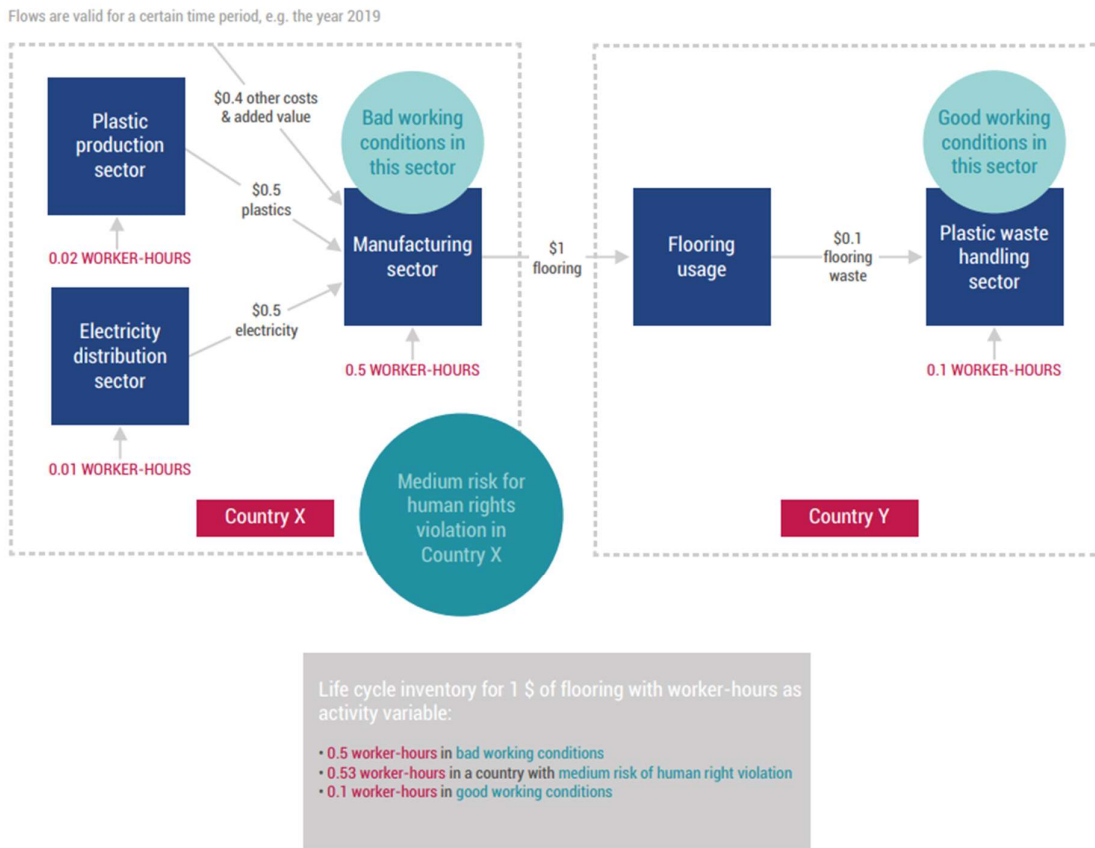 Flows are valid for a certain time period, e.g. the year 2019
$0.4 other costs
& added value
Plastic
production
sector
Bad working
conditions in
this sector
Good working
conditions in
this sector
$0.5
plastics
0.02 WORKER-HOURS
Manufacturing
sector
$1
flooring
Flooring
usage
$0.1
flooring
waste
Plastic waste
handling
sector
Electricity
distribution
sector
$0.5
electricity
0.5 WORKER-HOURS
0.1 WORKER-HOURS
0.01 WORKER-HOURS
Medium risk for
human rights
violation in
Country X
Country X
Country Y
Life cycle inventory for 1 $ of flooring with worker-hours as
activity variable:
• 0.5 worker-hours in bad working conditions
• 0.53 worker-hours in a country with medium risk of human right violation
• 0.1 worker-hours in good working conditions